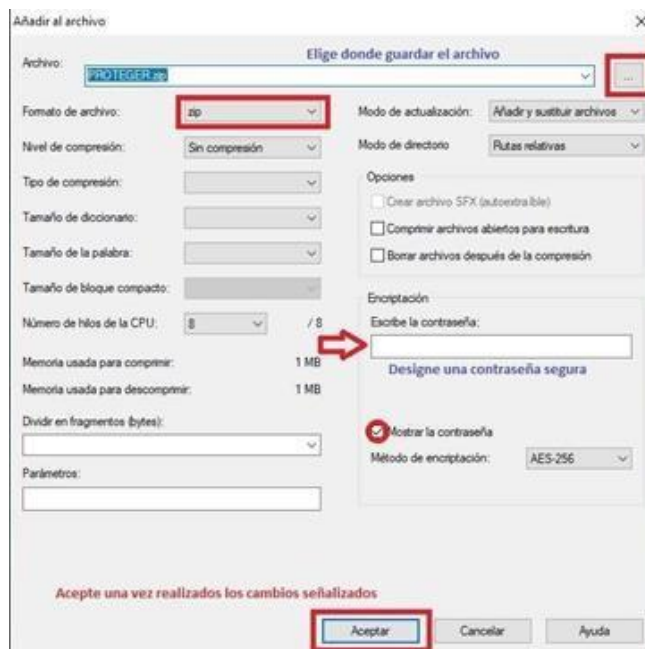 Añadir al archivo
Elige donde guardar el archivo
Archivo:
PROTEGER.zip
...
Formato de archivo:
zip
Modo de actualización:
Añadir y sustituir archivos
Nivel de compresión:
Sin compresión
Modo de directorio
Rutas relativas
Tipo de compresión:
Opciones
Crear archivo SFX (autoextraíble)
Tamaño de diccionario:
Comprimir archivos abiertos para escritura
Tamaño de la palabra:
Borrar archivos después de la compresión
Tamaño de bloque compacto:
Encriptación
Número de hilos de la CPU:
8
/ 8
Escribe la contraseña:
Memoria usada para comprimir:
1 MB
Designe una contraseña segura
Memoria usada para descomprimir:
1 MB
Dividir en fragmentos (bytes):
Mostrar la contraseña
Método de encriptación:
AES-256
Parámetros:
Acepte una vez realizados los cambios señalizados
Aceptar
Cancelar
Ayuda